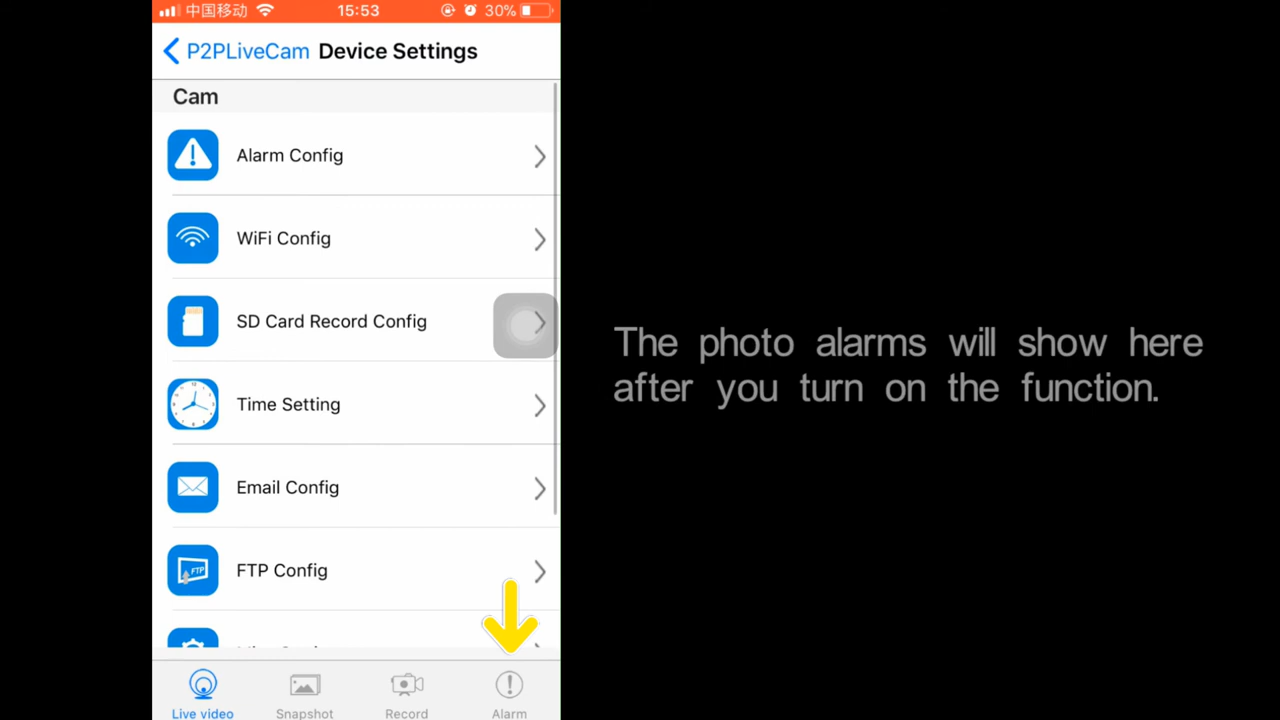 中国移动 15:53 30%
P2PLiveCam Device Settings
Cam
Alarm Config
WiFi Config
SD Card Record Config
Time Setting
Email Config
FTP
FTP Config
Live video Snapshot Record Alarm
The photo alarms will show here
after you turn on the function.